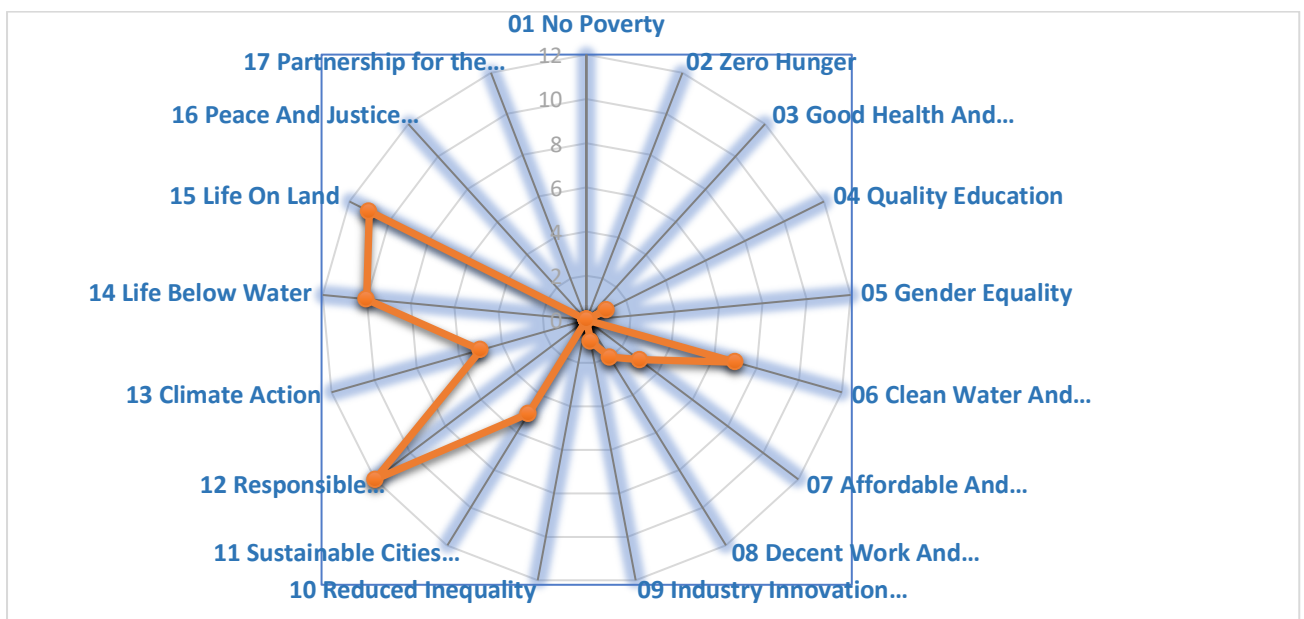 01 No Poverty
02 Zero Hunger
03 Good Health And...
04 Quality Education
05 Gender Equality
06 Clean Water And...
07 Affordable And...
08 Decent Work And...
09 Industry Innovation...
10 Reduced Inequality
11 Sustainable Cities...
12 Responsible...
13 Climate Action
14 Life Below Water
15 Life On Land
16 Peace And Justice...
17 Partnership for the...
12
10
8
6
4
2
0